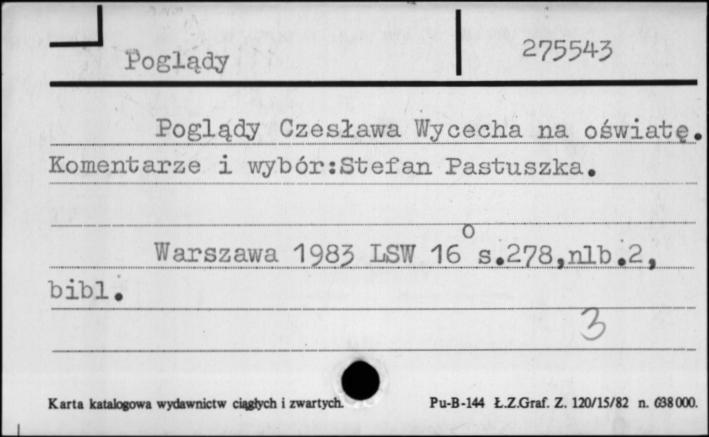 Poglądy 275543
Poglądy Czesława Wycecha na oświatę.
Komentarze i wybór:Stefan Pastuszka.
Warszawa 1983 LSW 16° s.278,nlb.2,
bibl.
3
Karta katalogowa wydawnictw ciągłych i zwartych. Pu-B-144 Ł.Z.Graf. Z. 120/15/82 n. 638000.